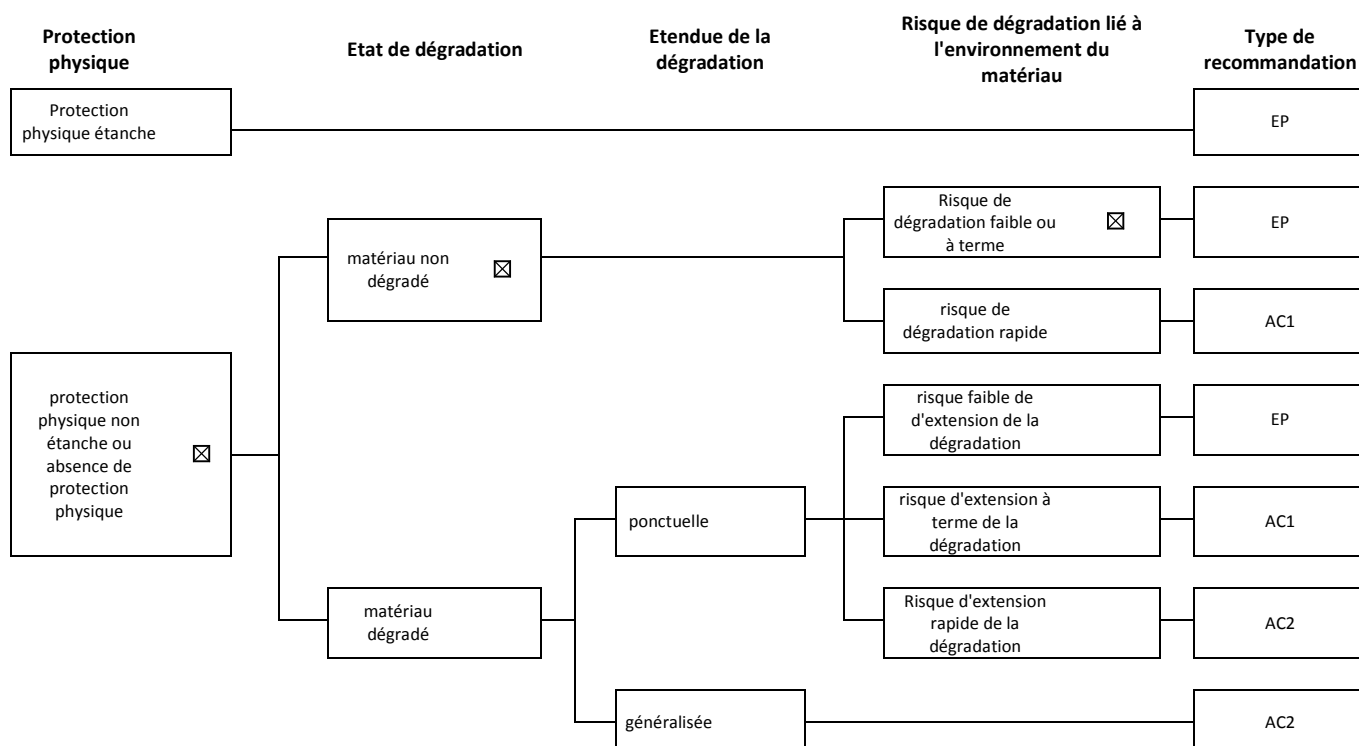 Protection
physique
Etat de dégradation
Etendue de la
dégradation
Risque de dégradation lié à
l'environnement du
matériau
Type de
recommandation
Protection
physique étanche
EP
matériau non
dégradé
Risque de
dégradation faible ou
à terme
EP
risque de
dégradation rapide
AC1
protection
physique non
étanche ou
absence de
protection
physique
risque faible de
d'extension de la
dégradation
EP
ponctuelle
risque d'extension à
terme de la
dégradation
AC1
matériau
dégradé
Risque d'extension
rapide de la
dégradation
AC2
généralisée
AC2